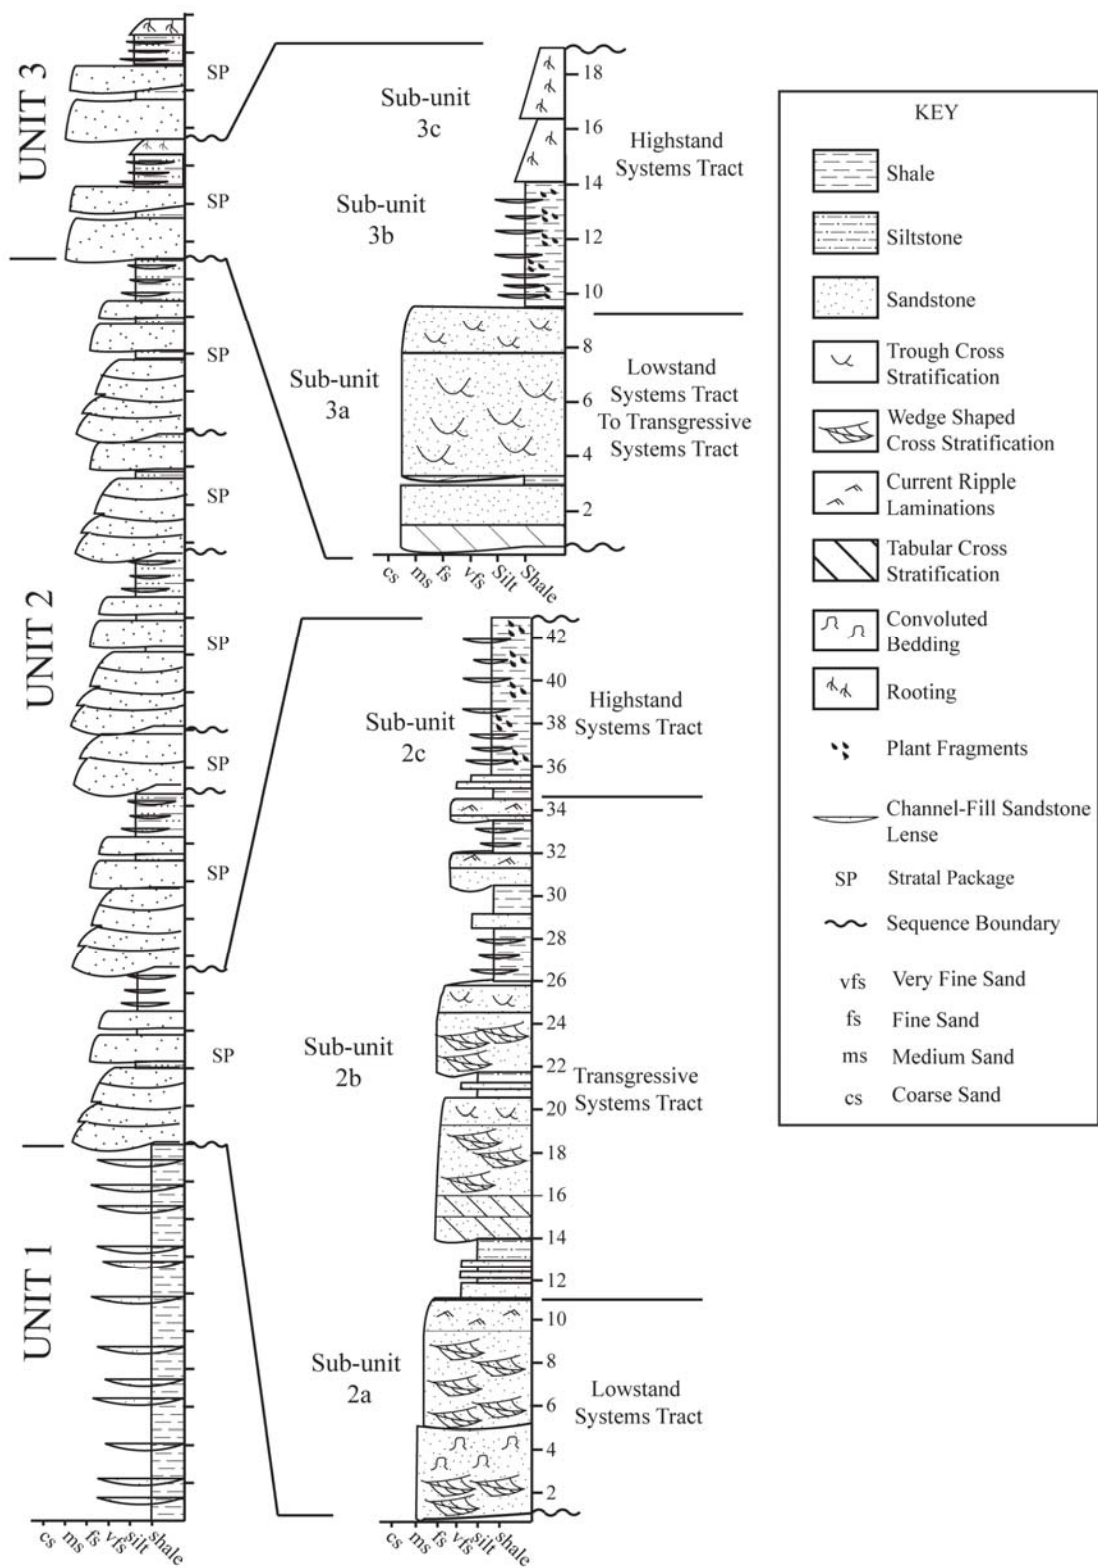 UNIT 3
UNIT 2
UNIT 1
SP
SP
SP
SP
SP
SP
SP
SP
cs
ms
fs
vfs
silt
shale
Sub-unit
3c
Sub-unit
3b
Sub-unit
3a
18
16
14
12
10
8
6
4
2
Highstand
Systems Tract
Lowstand
Systems Tract
To Transgressive
Systems Tract
cs
ms
fs
vfs
Silt
Shale
Sub-unit
2c
Sub-unit
2b
Sub-unit
2a
42
40
38
36
34
32
30
28
26
24
22
20
18
16
14
12
10
8
6
4
2
Highstand
Systems Tract
Transgressive
Systems Tract
Lowstand
Systems Tract
cs
ms
fs
vfs
silt
shale
KEY
Shale
Siltstone
Sandstone
Trough Cross
Stratification
Wedge Shaped
Cross Stratification
Current Ripple
Laminations
Tabular Cross
Stratification
Convoluted
Bedding
Rooting
Plant Fragments
Channel-Fill Sandstone
Lense
SP Stratal Package
Sequence Boundary
vfs Very Fine Sand
fs Fine Sand
ms Medium Sand
cs Coarse Sand